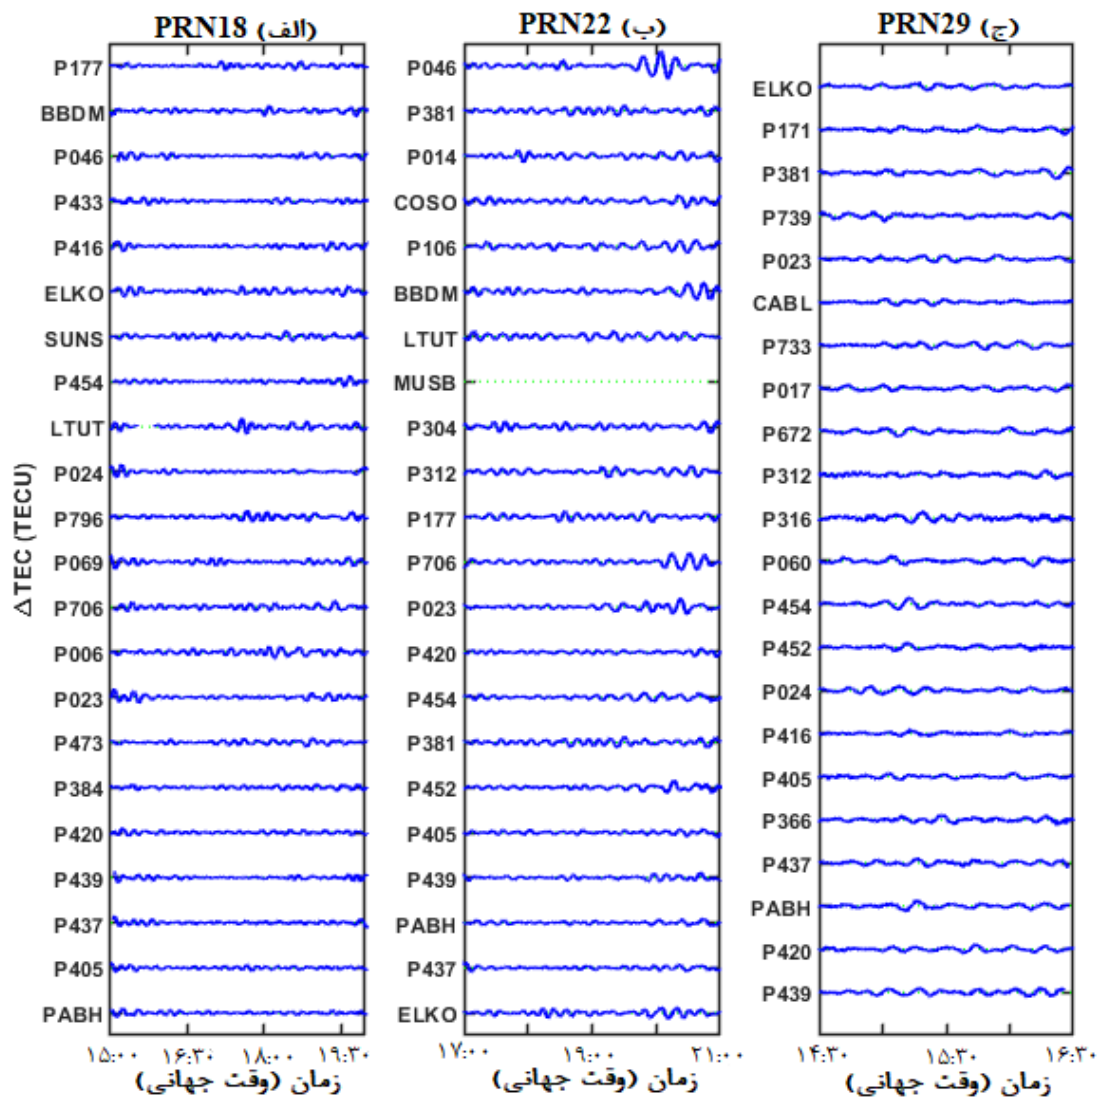 PRN18 (الف)
P177
BBDM
P046
P433
P416
ELKO
SUNS
P454
LTUT
P024
P796
P069
P706
P006
P023
P473
P384
P420
P439
P437
P405
PABH
ΔTEC (TECU)
۱۵:۰۰ ۱۶:۳۰ ۱۸:۰۰ ۱۹:۳۰
زمان (وقت جهانی)
PRN22 (ب)
P046
P381
P014
COSO
P106
BBDM
LTUT
MUSB
P304
P312
P177
P706
P023
P420
P454
P381
P452
P405
P439
PABH
P437
ELKO
۱۷:۰۰ ۱۹:۰۰ ۲۱:۰۰
زمان (وقت جهانی)
PRN29 (ج)
ELKO
P171
P381
P739
P023
CABL
P733
P017
P672
P312
P316
P060
P454
P452
P024
P416
P405
P366
P437
PABH
P420
P439
۱۴:۳۰ ۱۵:۳۰ ۱۶:۳۰
زمان (وقت جهانی)